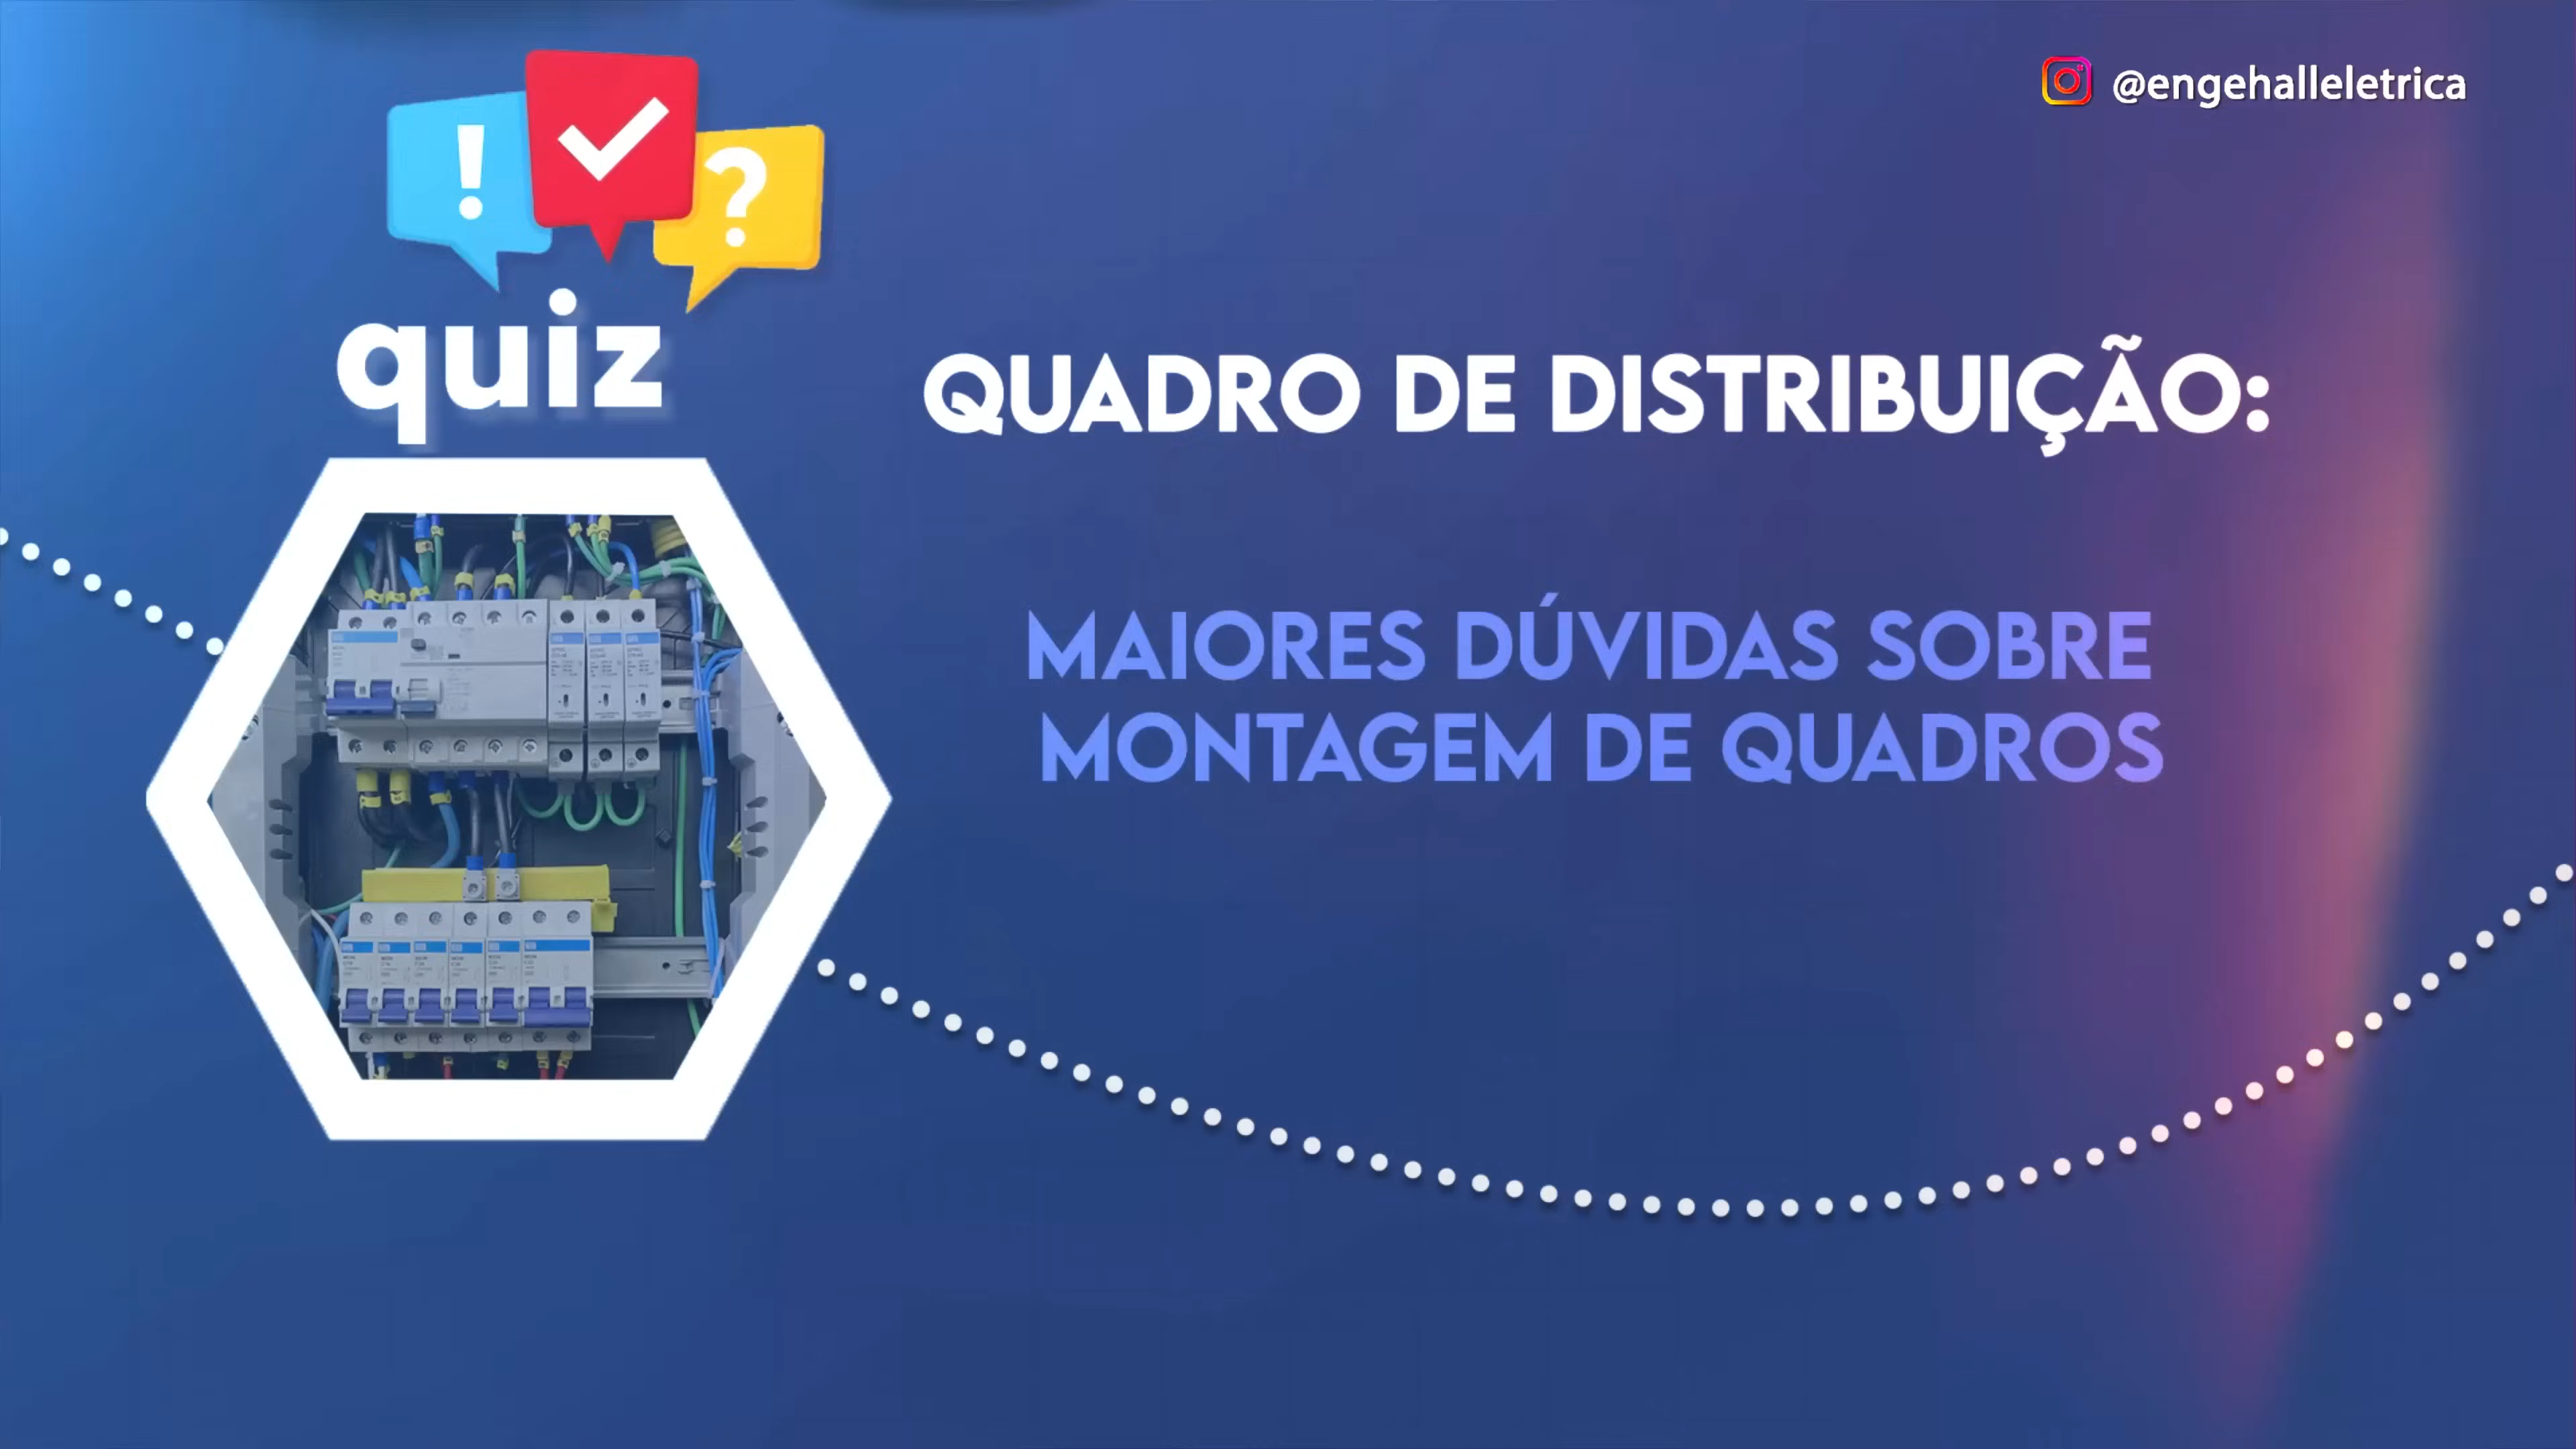 @engehalleletrica
! ?
quiz
QUADRO DE DISTRIBUIÇÃO:
MAIORES DÚVIDAS SOBRE
MONTAGEM DE QUADROS